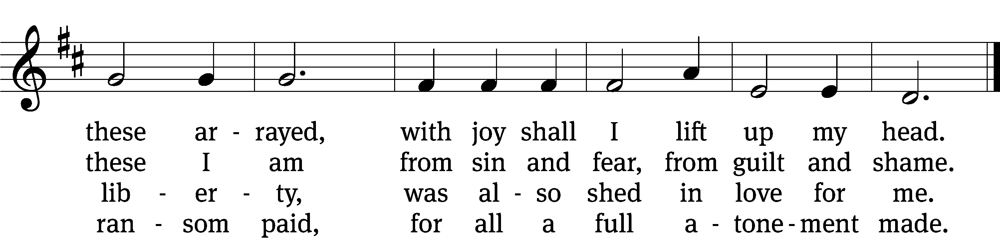 these ar - rayed, with joy shall I lift up my head.
these I am from sin and fear, from guilt and shame.
lib - er - ty, was al - so shed in love for me.
ran - som paid, for all a full a - tone - ment made.